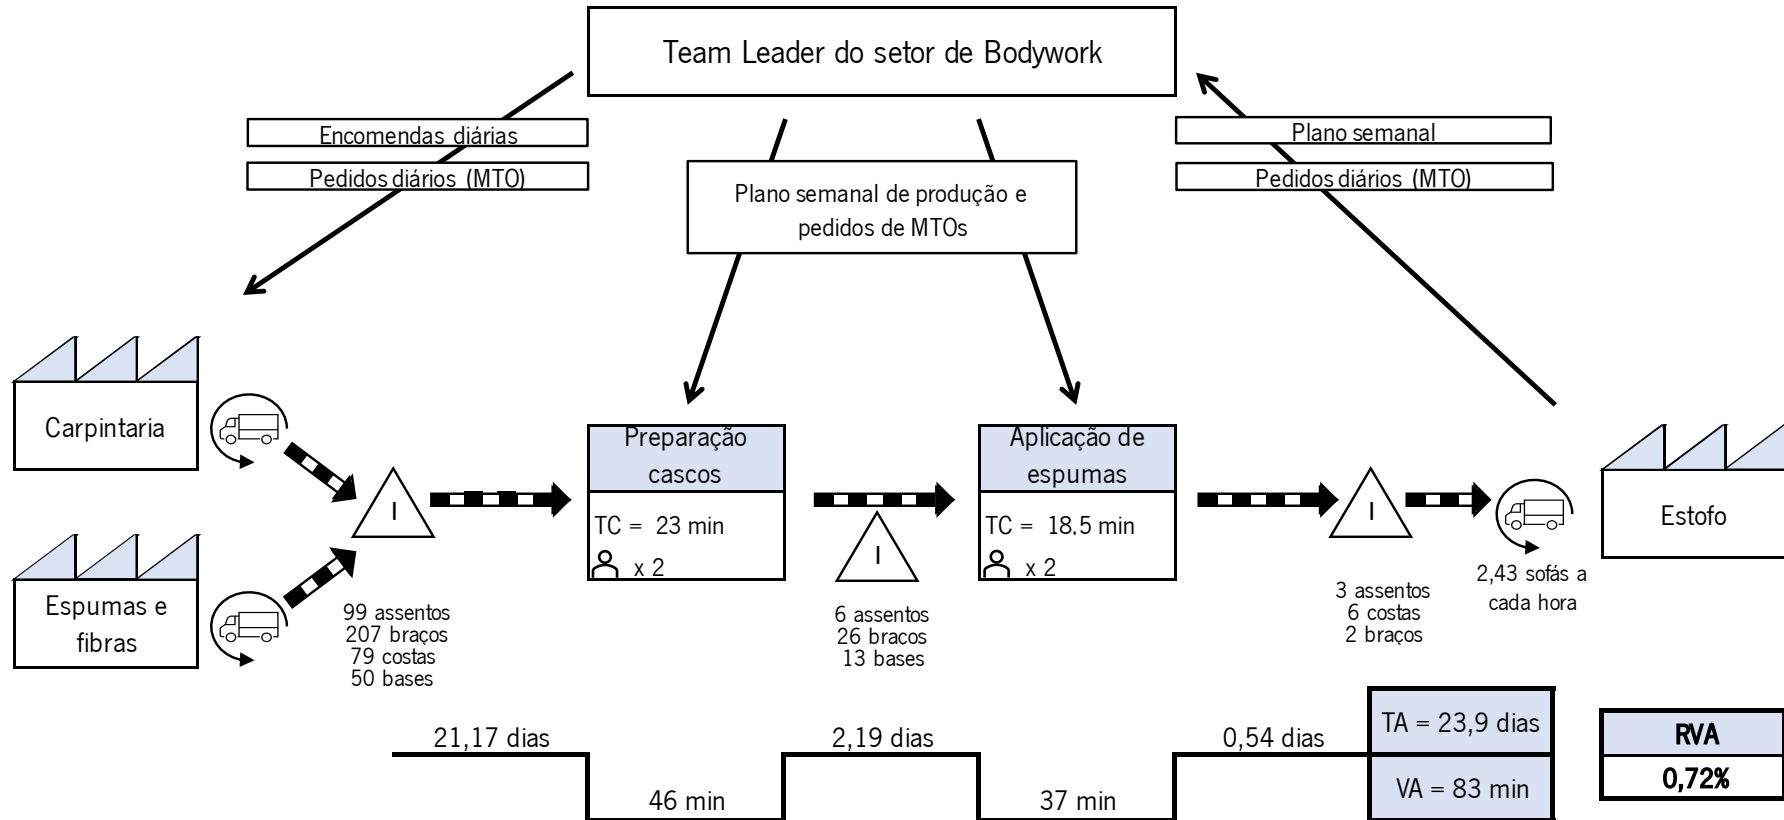 Team Leader do setor de Bodywork
Encomendas diárias
Pedidos diários (MTO)
Plano semanal de produção e
pedidos de MTOs
Plano semanal
Pedidos diários (MTO)
Carpintaria
Espumas e
fibras
I
99 assentos
207 braços
79 costas
50 bases
Preparação
cascos
TC = 23 min
x 2
I
6 assentos
26 bracos
13 bases
Aplicação de
espumas
TC = 18.5 min
x 2
I
3 assentos
6 costas
2 braços
2,43 sofás a
cada hora
Estofo
21,17 dias
46 min
2,19 dias
37 min
0,54 dias
TA = 23,9 dias
VA = 83 min
RVA
0,72%